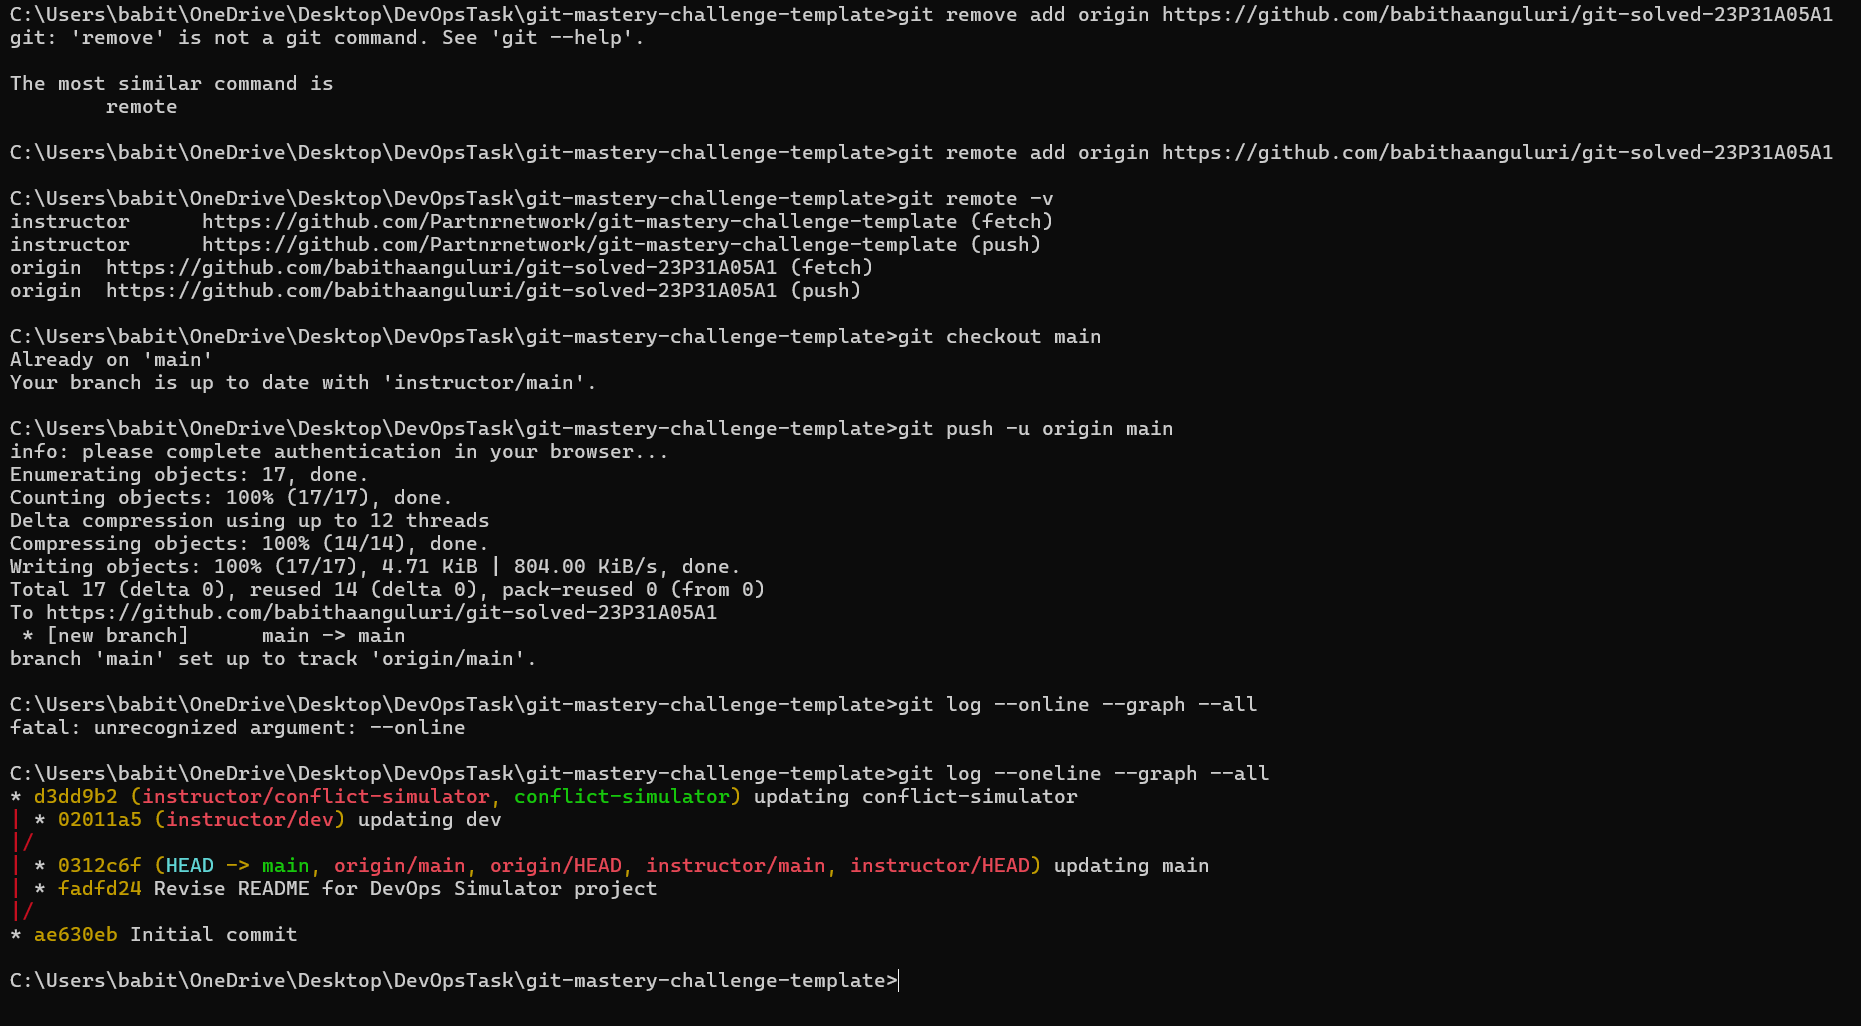 C:\Users\babit\OneDrive\Desktop\DevOpsTask\git-mastery-challenge-template>git remove add origin https://github.com/babithaanguluri/git-solved-23P31A05A1
git: 'remove' is not a git command. See 'git --help'.
The most similar command is
        remote
C:\Users\babit\OneDrive\Desktop\DevOpsTask\git-mastery-challenge-template>git remote add origin https://github.com/babithaanguluri/git-solved-23P31A05A1
C:\Users\babit\OneDrive\Desktop\DevOpsTask\git-mastery-challenge-template>git remote -v
instructor      https://github.com/Partnrnetwork/git-mastery-challenge-template (fetch)
instructor      https://github.com/Partnrnetwork/git-mastery-challenge-template (push)
origin  https://github.com/babithaanguluri/git-solved-23P31A05A1 (fetch)
origin  https://github.com/babithaanguluri/git-solved-23P31A05A1 (push)
C:\Users\babit\OneDrive\Desktop\DevOpsTask\git-mastery-challenge-template>git checkout main
Already on 'main'
Your branch is up to date with 'instructor/main'.
C:\Users\babit\OneDrive\Desktop\DevOpsTask\git-mastery-challenge-template>git push -u origin main
info: please complete authentication in your browser...
Enumerating objects: 17, done.
Counting objects: 100% (17/17), done.
Delta compression using up to 12 threads
Compressing objects: 100% (14/14), done.
Writing objects: 100% (17/17), 4.71 KiB | 804.00 KiB/s, done.
Total 17 (delta 0), reused 14 (delta 0), pack-reused 0 (from 0)
To https://github.com/babithaanguluri/git-solved-23P31A05A1
 * [new branch]      main -> main
branch 'main' set up to track 'origin/main'.
C:\Users\babit\OneDrive\Desktop\DevOpsTask\git-mastery-challenge-template>git log --online --graph --all
fatal: unrecognized argument: --online
C:\Users\babit\OneDrive\Desktop\DevOpsTask\git-mastery-challenge-template>git log --oneline --graph --all
* d3dd9b2 (instructor/conflict-simulator, conflict-simulator) updating conflict-simulator
| * 02011a5 (instructor/dev) updating dev
|/
| * 0312c6f (HEAD -> main, origin/main, origin/HEAD, instructor/main, instructor/HEAD) updating main
| * fadfd24 Revise README for DevOps Simulator project
|/
* ae630eb Initial commit
C:\Users\babit\OneDrive\Desktop\DevOpsTask\git-mastery-challenge-template>